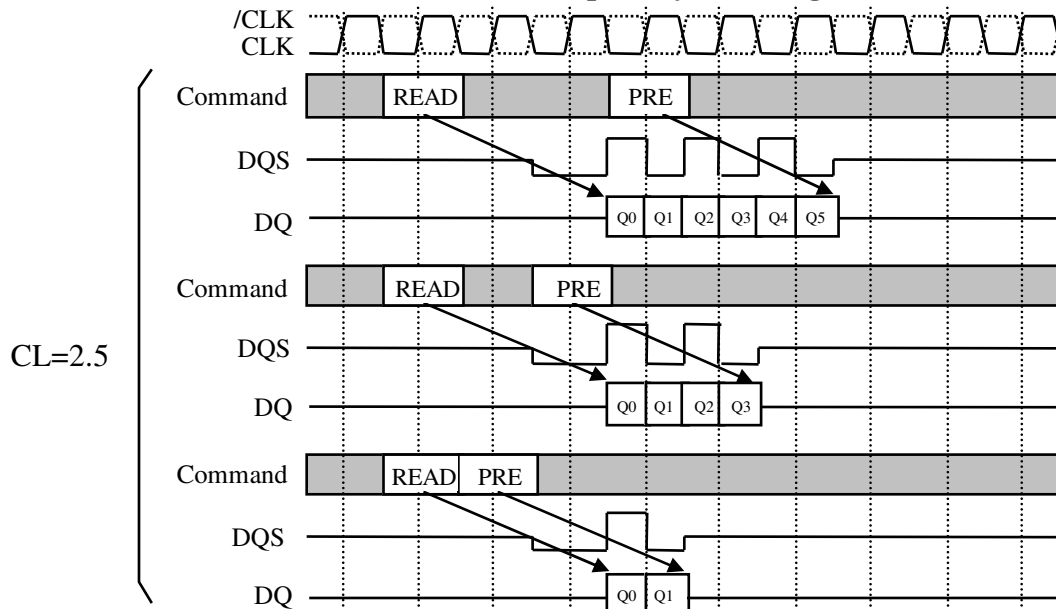 /CLK
CLK
Command READ PRE
DQS
DQ Q0 Q1 Q2 Q3 Q4 Q5
Command READ PRE
DQS
CL=2.5
DQ Q0 Q1 Q2 Q3
Command READ PRE
DQS
DQ Q0 Q1